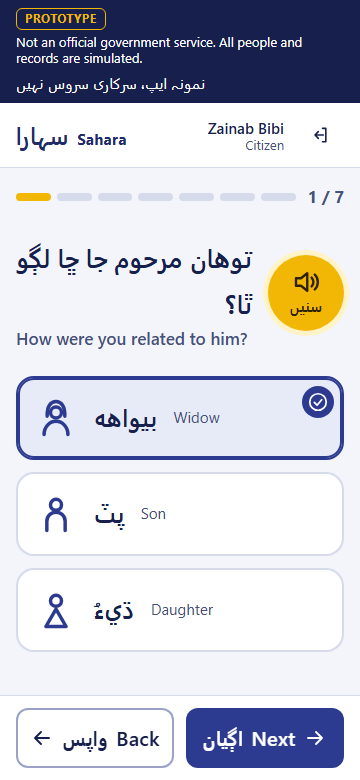 PROTOTYPE
Not an official government service. All people and
records are simulated.
نمونہ ایپ، سرکاری سروس نہیں
سہارا Sahara
Zainab Bibi
Citizen
1 / 7
توهان مرحوم جا ڇا لڳو
ٿا؟
سنیں
How were you related to him?
بيواهه Widow
پٽ Son
ڌيءُ Daughter
واپس Back
اڳيان Next